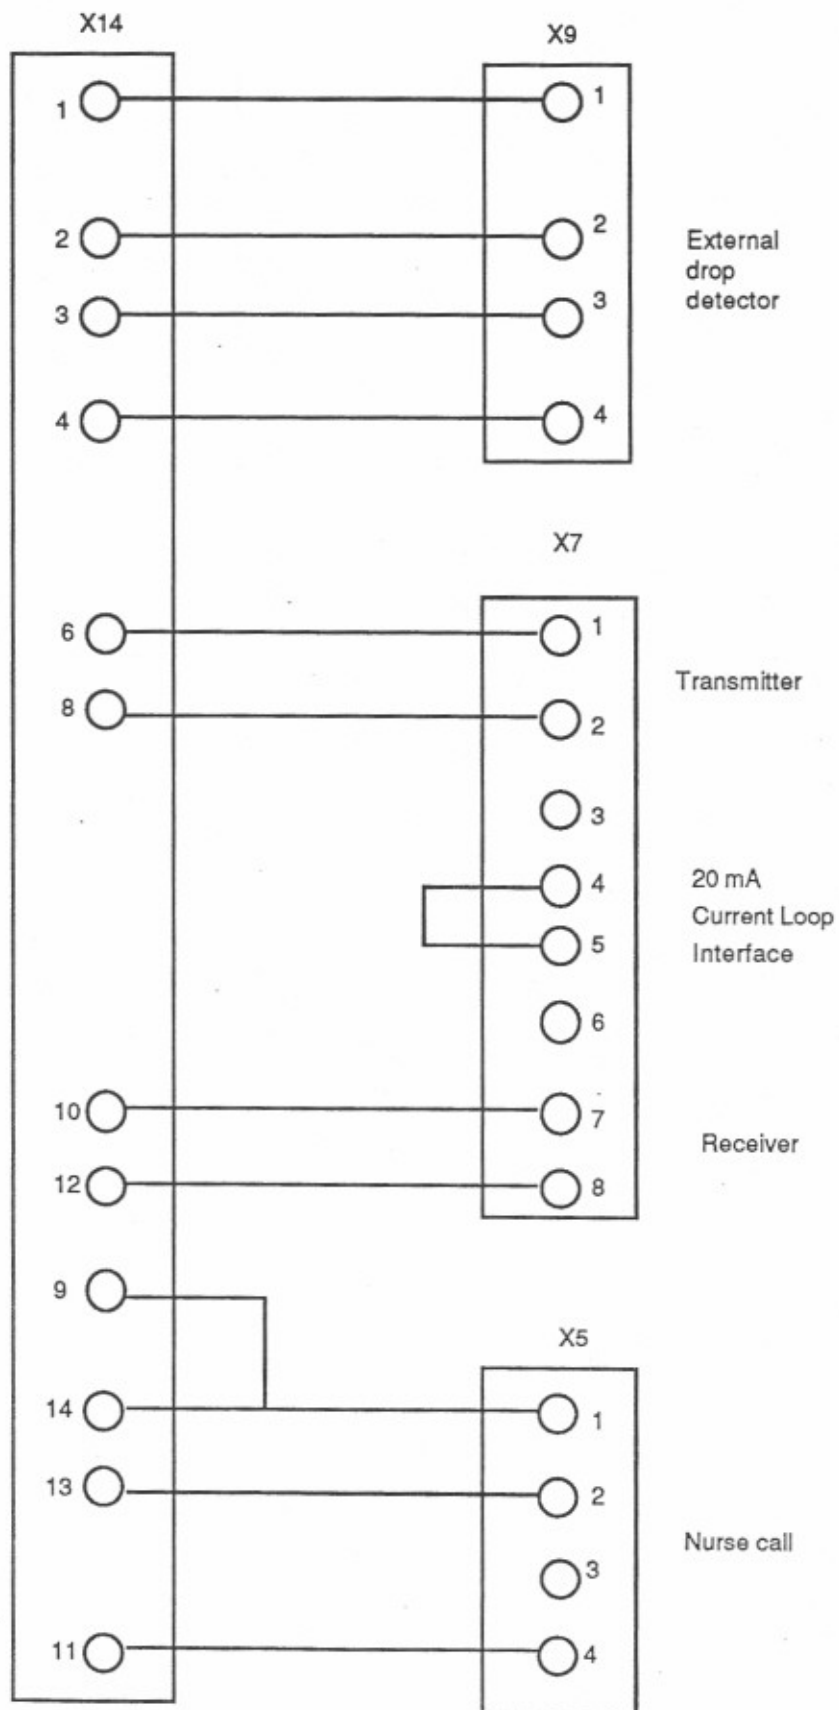 X14
X9
1
1
2
2
External
drop
detector
3
3
4
4
X7
6
1
Transmitter
8
2
3
4
20 mA
Current Loop
5
Interface
6
10
7
Receiver
12
8
9
X5
14
1
13
2
Nurse call
3
11
4